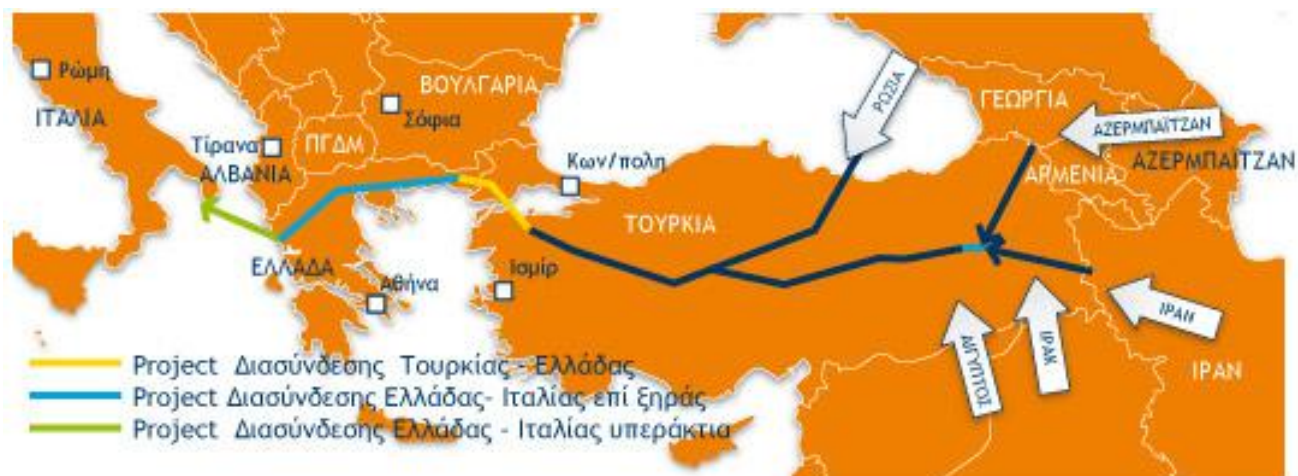 Ρώμη
ΙΤΑΛΙΑ
Τίρανα
ΑΛΒΑΝΙΑ
ΠΓΔΜ
ΒΟΥΛΓΑΡΙΑ
Σόφια
Κων/πολη
ΡΩΣΙΑ
ΓΕΩΡΓΙΑ
ΑΖΕΡΜΠΑΪΤΖΑΝ
ΑΖΕΡΜΠΑΪΤΖΑΝ
ΑΡΜΕΝΙΑ
ΤΟΥΡΚΙΑ
ΕΛΛΑΔΑ
Αθήνα
Ισμίρ
ΑΙΓΥΠΤΟΣ
ΙΡΑΚ
ΙΡΑΝ
ΙΡΑΝ
Project Διασύνδεσης Τουρκίας - Ελλάδας
Project Διασύνδεσης Ελλάδας- Ιταλίας επί ξηράς
Project Διασύνδεσης Ελλάδας - Ιταλίας υπεράκτια